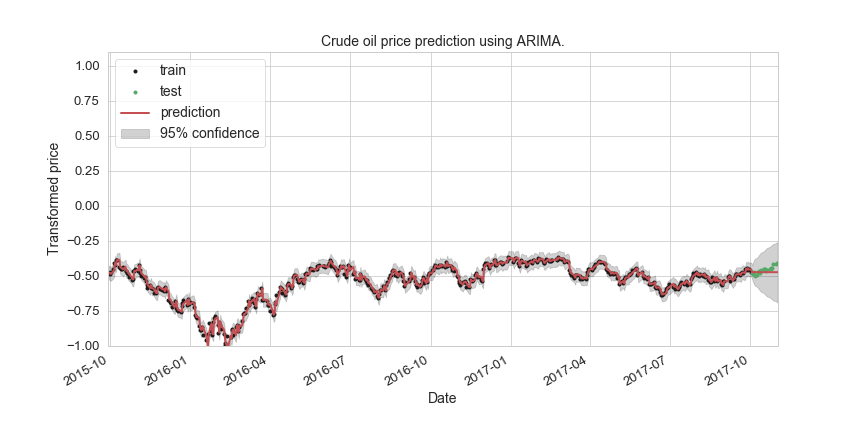 Crude oil price prediction using ARIMA.
1.00
0.75
0.50
0.25
0.00
−0.25
−0.50
−0.75
−1.00
Transformed price
train
test
prediction
95% confidence
2015-10
2016-01
2016-04
2016-07
2016-10
2017-01
2017-04
2017-07
2017-10
Date